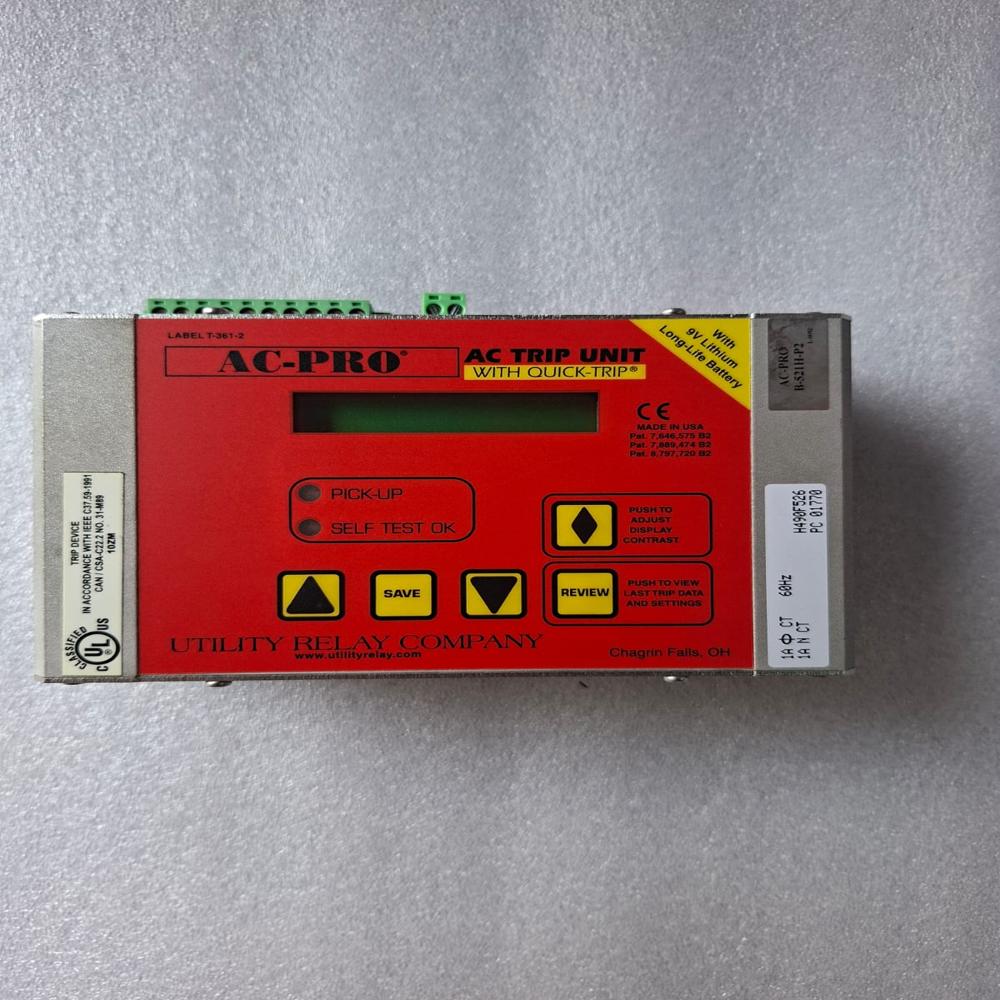 LABEL T-361-2
AC-PRO®
AC TRIP UNIT
WITH QUICK-TRIP®
With
9V Lithium
Long-Life Battery
CE
MADE IN USA
Pat. 7,646,575 B2
Pat. 7,889,474 B2
Pat. 8,797,720 B2
PICK-UP
SELF TEST OK
PUSH TO
ADJUST
DISPLAY
CONTRAST
SAVE
REVIEW
PUSH TO VIEW
LAST TRIP DATA
AND SETTINGS
UTILITY RELAY COMPANY
www.utilityrelay.com
Chagrin Falls, OH
TRIP DEVICE
IN ACCORDANCE WITH IEEE C37.59-1991
CAN / CSA-C22.2 NO. 31-M89
10ZM
CLASSIFIED
C UL US
AC-PRO
B-521H-P2
H490F526
PC 01770
1A Φ CT 60Hz
1A N CT